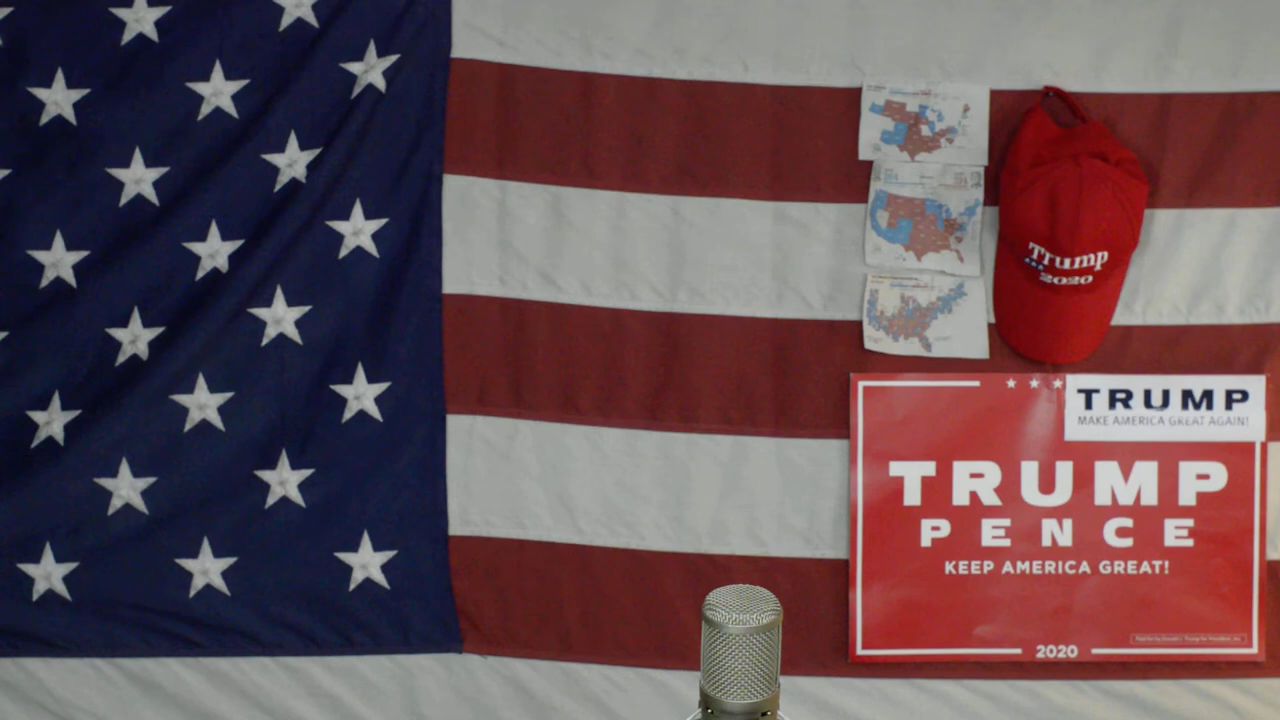 Trump
2020
TRUMP
MAKE AMERICA GREAT AGAIN!
TRUMP
PENCE
KEEP AMERICA GREAT!
2020